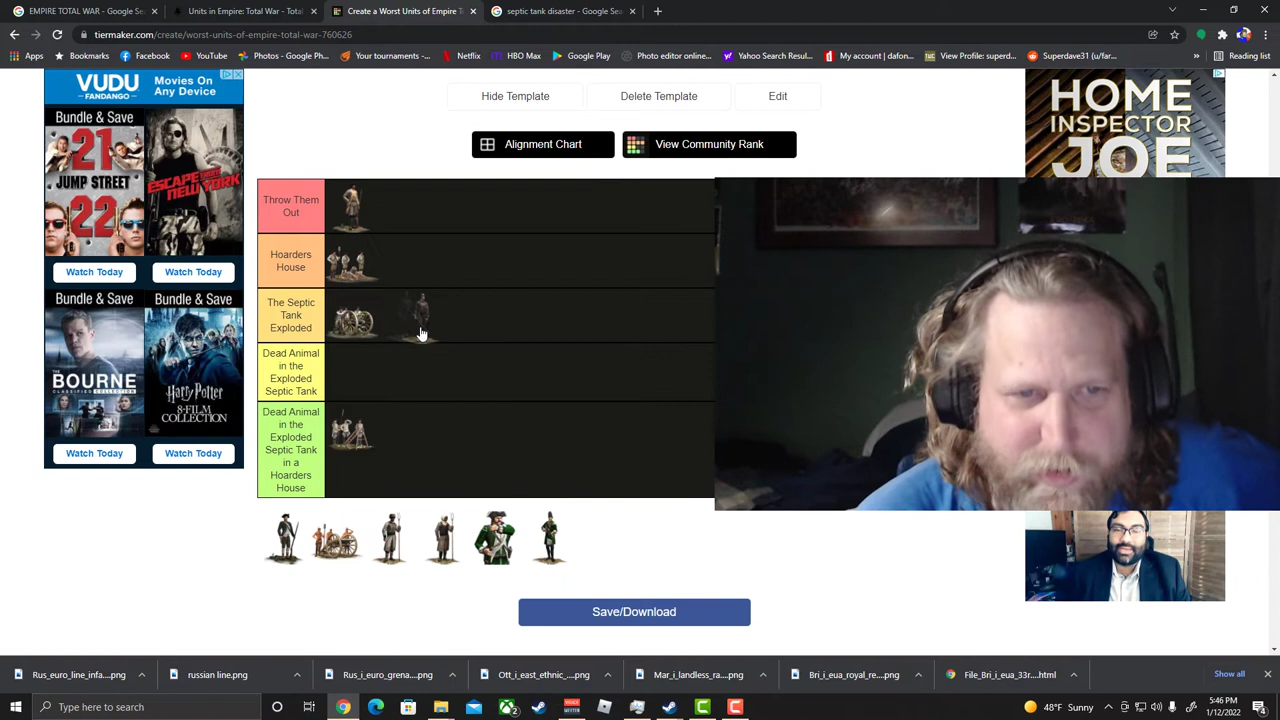 EMPIRE TOTAL WAR - Google Se
Units in Empire Total War - Total
Create a Worst Units of Empire T
septic tank disaster - Google Sea
tiermaker.com/create/worst-units-of-empire-total-war-760626
Apps
Bookmarks
Facebook
YouTube
Photos - Google Ph...
Your tournaments -...
Netflix
HBO Max
Google Play
Photo editor online...
Yahoo Search Resul...
My account | dafon...
View Profile: superd...
Superdave31 (u/far...
Reading list
VUDU
FANDANGO
Movies On
Any Device
Bundle & Save
21
JUMP STREET
22
ESCAPE FROM
NEW YORK
Watch Today
Watch Today
Bundle & Save
Bundle & Save
THE
BOURNE
CLASSIFIED COLLECTION
Harry Potter
8-FILM
COLLECTION
Watch Today
Watch Today
Hide Template
Delete Template
Edit
Alignment Chart
View Community Rank
Throw Them
Out
Hoarders
House
The Septic
Tank
Exploded
Dead Animal
in the
Exploded
Septic Tank
Dead Animal
in the
Exploded
Septic Tank
in a
Hoarders
House
HOME
INSPECTOR
JOE
Save/Download
Rus_euro_line_infa....png
russian line.png
Rus_i_euro_grena....png
Ott_i_east_ethnic_....png
Mar_i_landless_ra....png
Bri_i_eua_royal_re....png
File_Bri_i_eua_33r....html
Show all
Type here to search
48°F Sunny
5:46 PM
1/12/2022